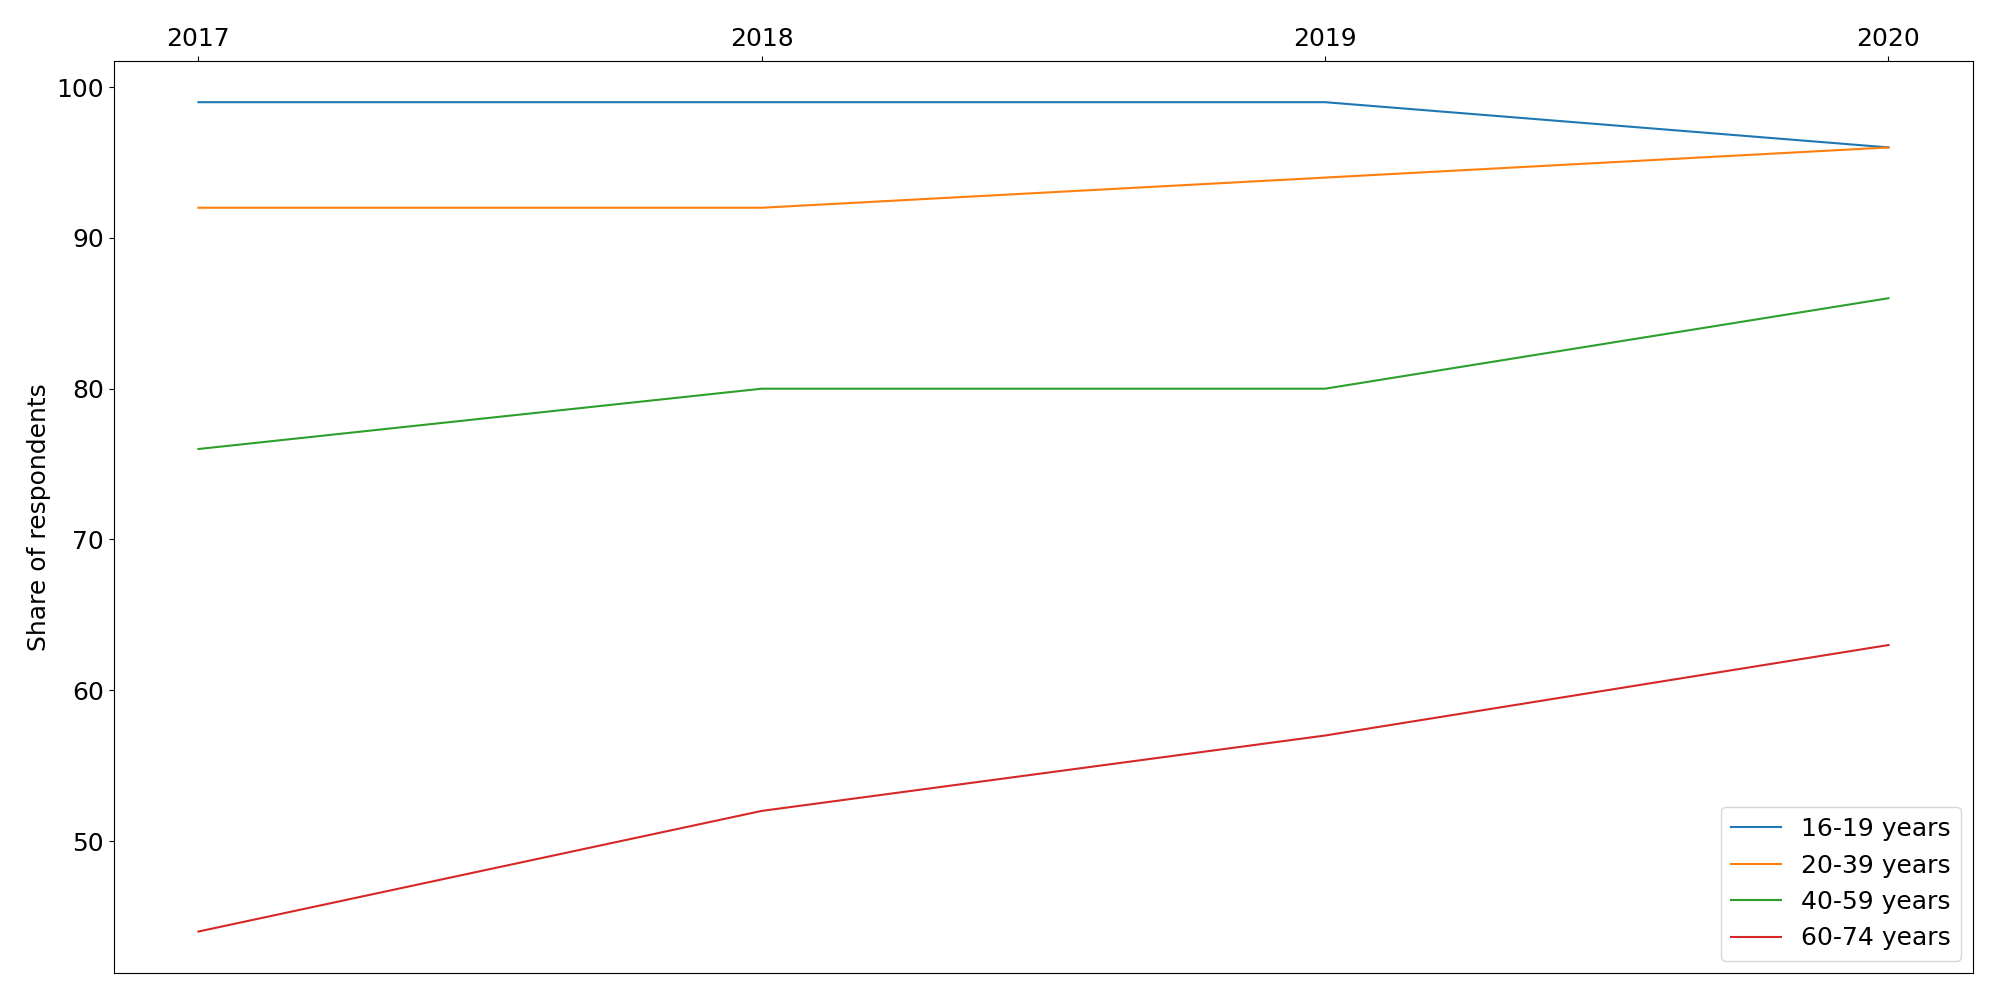 2017 2018 2019 2020
100
90
80
70
60
50
Share of respondents
16-19 years
20-39 years
40-59 years
60-74 years